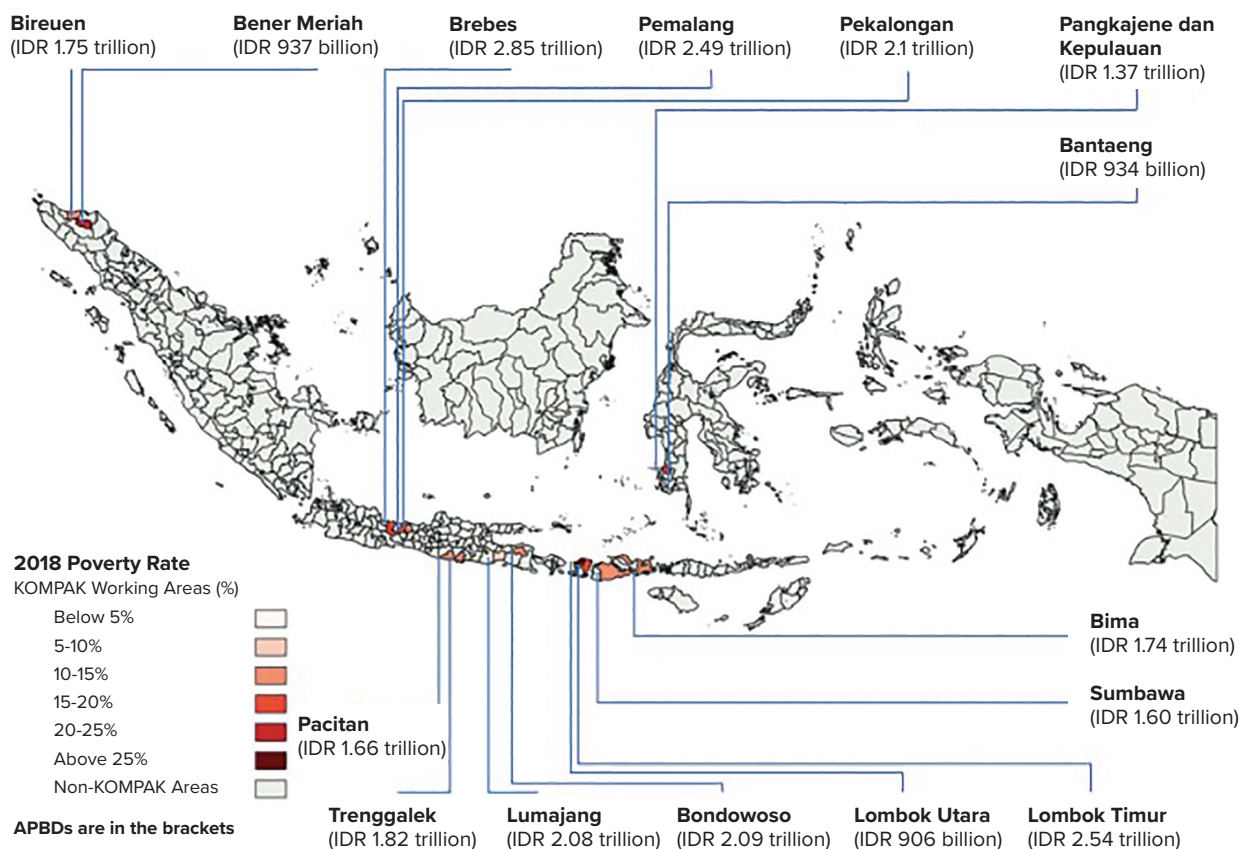 Bireuen
(IDR 1.75 trillion)
Bener Meriah
(IDR 937 billion)
Brebes
(IDR 2.85 trillion)
Pemalang
(IDR 2.49 trillion)
Pekalongan
(IDR 2.1 trillion)
Pangkajene dan
Kepulauan
(IDR 1.37 trillion)
Bantaeng
(IDR 934 billion)
2018 Poverty Rate
KOMPAK Working Areas (%)
Below 5%
5-10%
10-15%
15-20%
20-25%
Above 25%
Non-KOMPAK Areas
APBDs are in the brackets
Bima
(IDR 1.74 trillion)
Sumbawa
(IDR 1.60 trillion)
Pacitan
(IDR 1.66 trillion)
Trenggalek
(IDR 1.82 trillion)
Lumajang
(IDR 2.08 trillion)
Bondowoso
(IDR 2.09 trillion)
Lombok Utara
(IDR 906 billion)
Lombok Timur
(IDR 2.54 trillion)